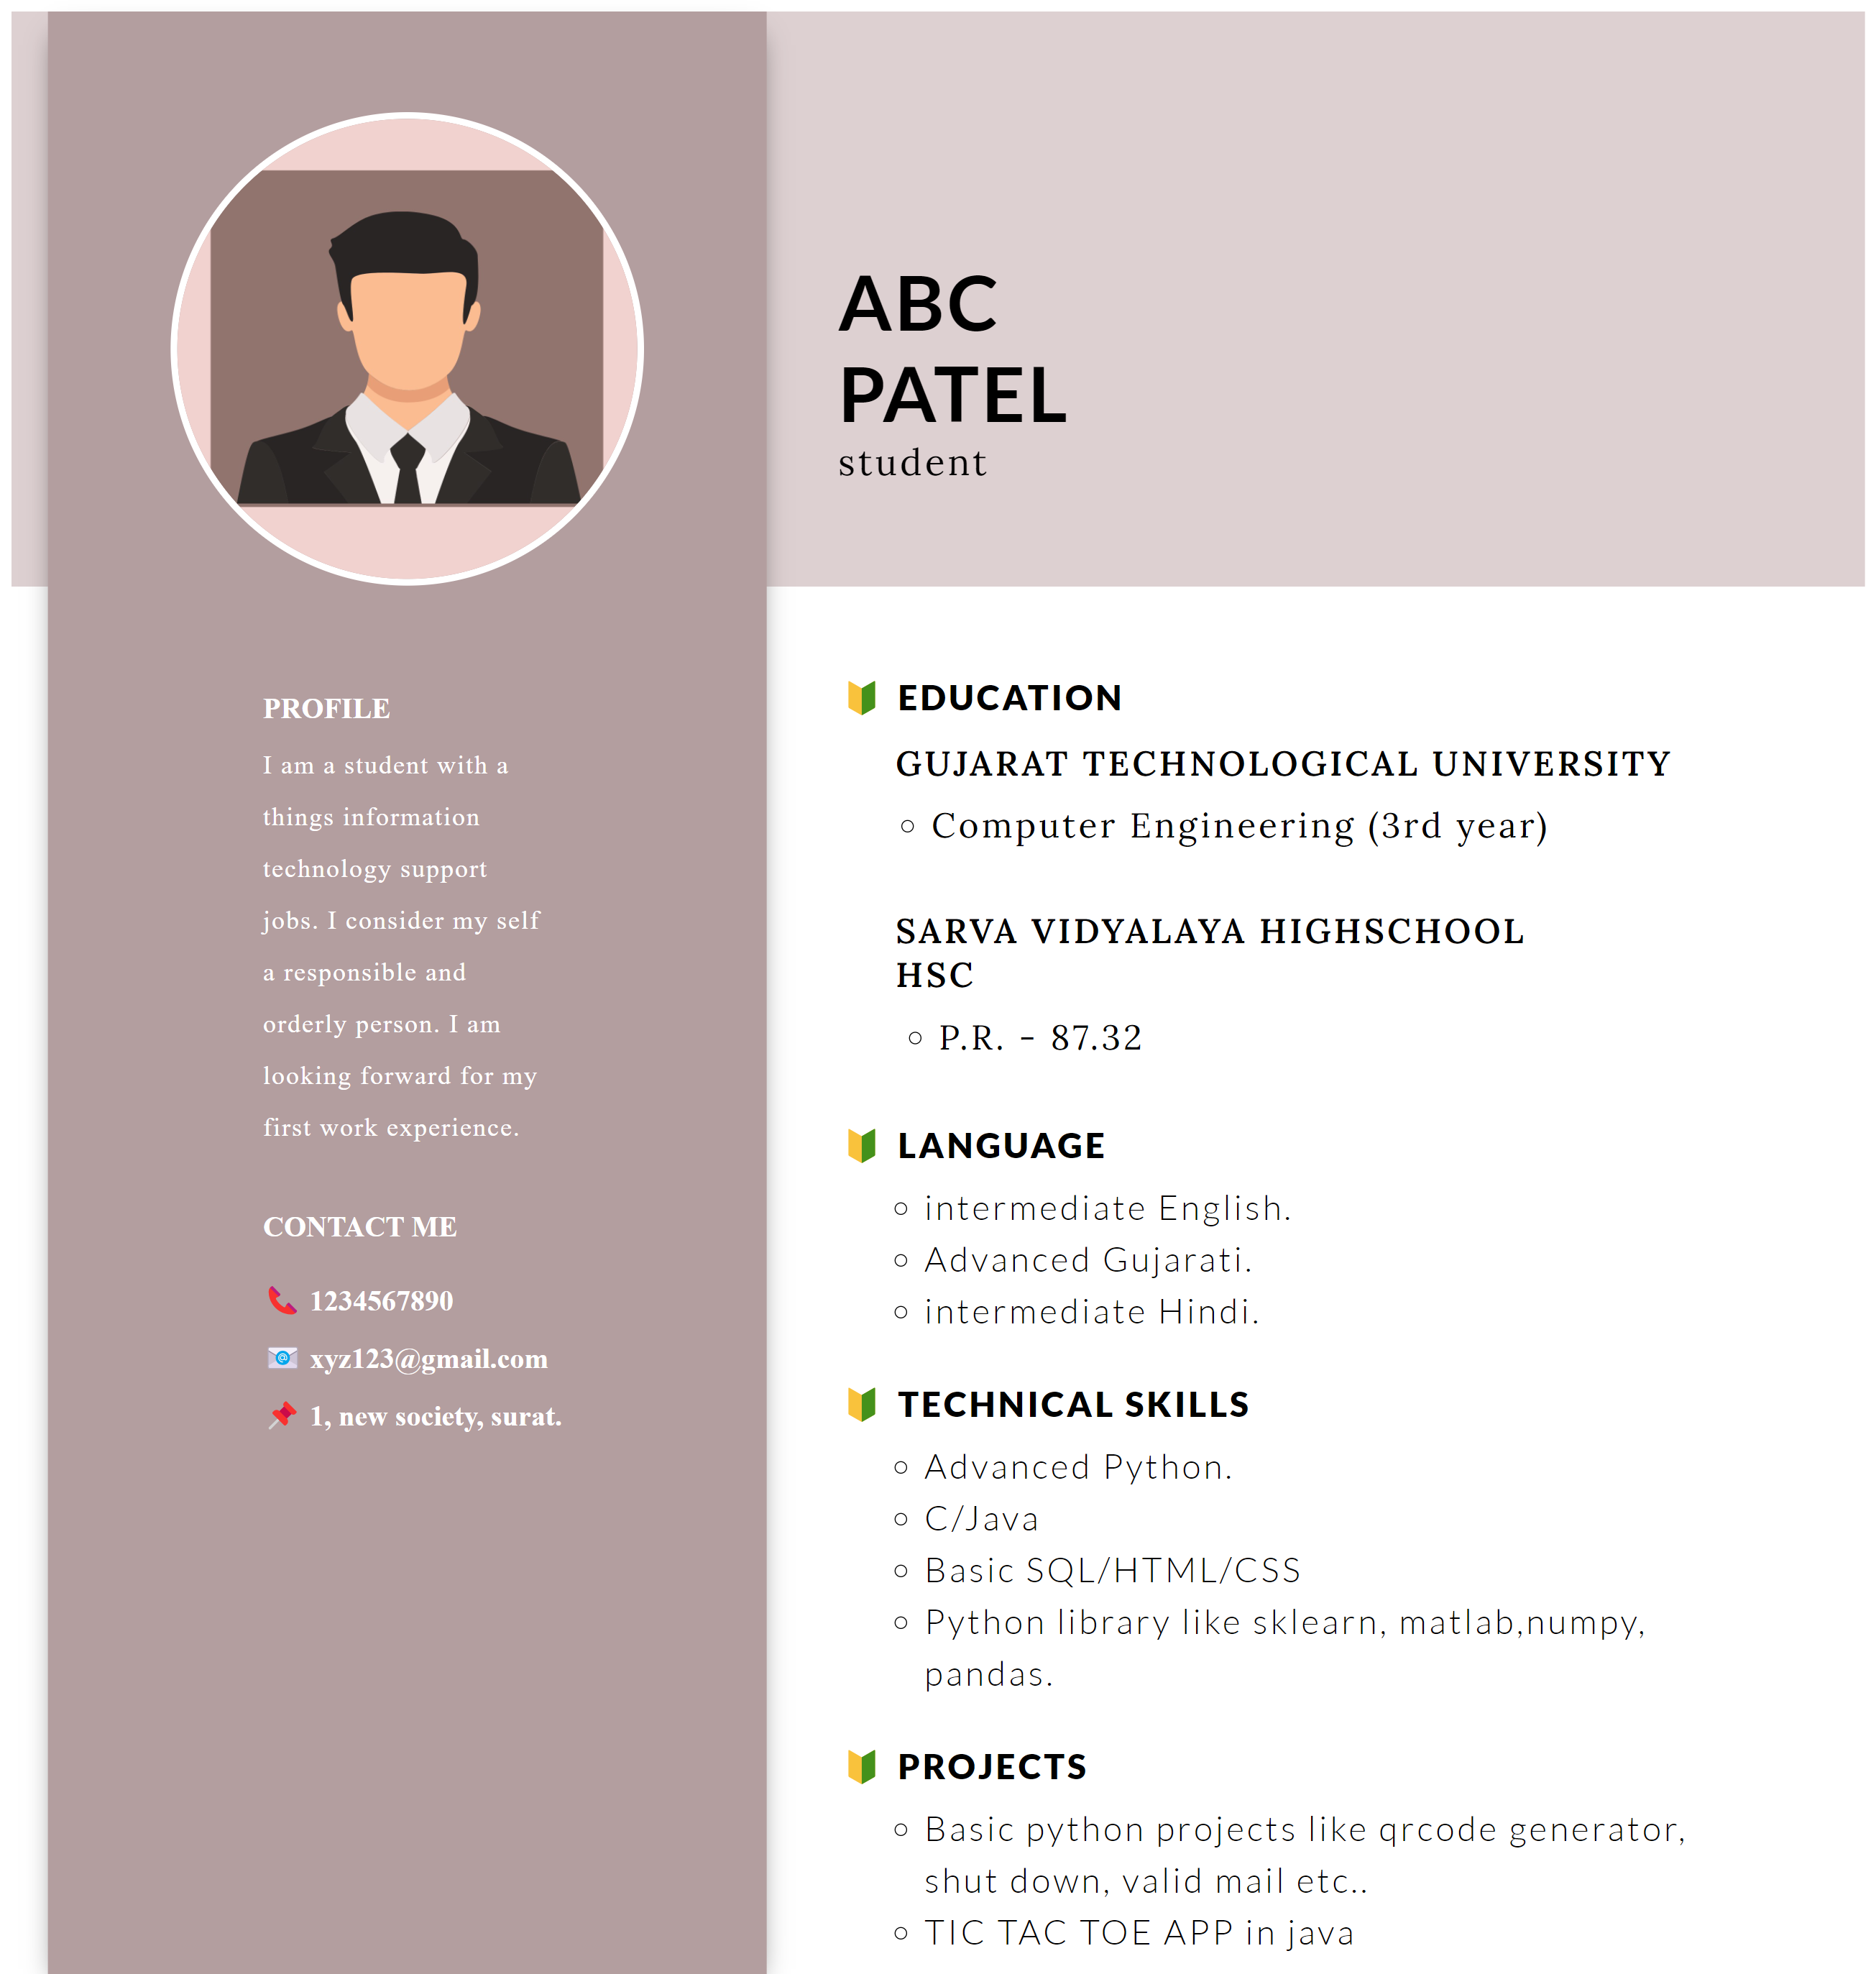 ABC
PATEL
student
PROFILE
I am a student with a
things information
technology support
jobs. I consider my self
a responsible and
orderly person. I am
looking forward for my
first work experience.
CONTACT ME
1234567890
xyz123@gmail.com
1, new society, surat.
EDUCATION
GUJARAT TECHNOLOGICAL UNIVERSITY
Computer Engineering (3rd year)
SARVA VIDYALAYA HIGHSCHOOL
HSC
P.R. - 87.32
LANGUAGE
intermediate English.
Advanced Gujarati.
intermediate Hindi.
TECHNICAL SKILLS
Advanced Python.
C/Java
Basic SQL/HTML/CSS
Python library like sklearn, matlab,numpy,
pandas.
PROJECTS
Basic python projects like qrcode generator,
shut down, valid mail etc..
TIC TAC TOE APP in java